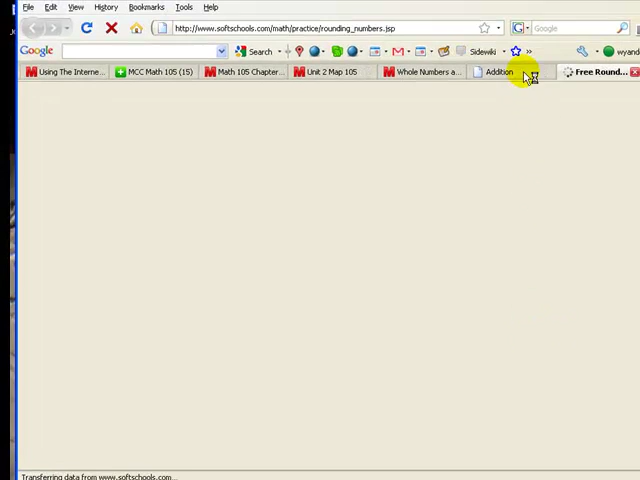 File Edit View History Bookmarks Tools Help
http://www.softschools.com/math/practice/rounding_numbers.jsp Google
Google Search Sidewiki » wyando
Using The Interne... MCC Math 105 (15) Math 105 Chapter... Unit 2 Map 105 Whole Numbers a... Addition Free Round...
Transferring data from www.softschools.com...